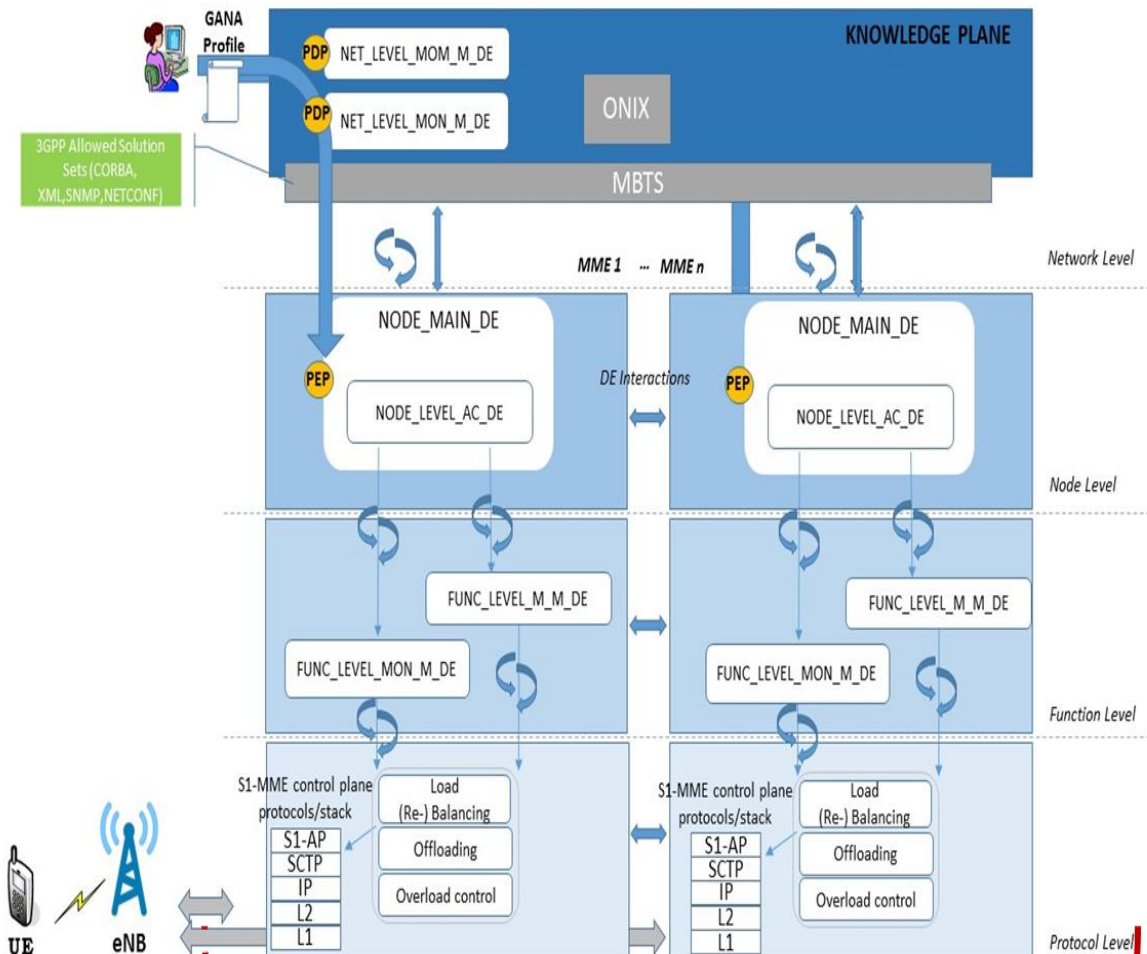 GANA
Profile
KNOWLEDGE PLANE
PDP
NET_LEVEL_MOM_M_DE
PDP
NET_LEVEL_MON_M_DE
ONIX
3GPP Allowed Solution
Sets (CORBA,
XML,SNMP,NETCONF)
MBTS
MME 1 ... MME n
Network Level
NODE_MAIN_DE
NODE_MAIN_DE
PEP
DE Interactions
PEP
NODE_LEVEL_AC_DE
NODE_LEVEL_AC_DE
Node Level
FUNC_LEVEL_M_M_DE
FUNC_LEVEL_M_M_DE
FUNC_LEVEL_MON_M_DE
FUNC_LEVEL_MON_M_DE
Function Level
S1-MME control plane
protocols/stack
Load
(Re-) Balancing
S1-AP
SCTP
IP
L2
L1
Offloading
Overload control
S1-MME control plane
protocols/stack
Load
(Re-) Balancing
S1-AP
SCTP
IP
L2
L1
Offloading
Overload control
UE
eNB
Protocol Level